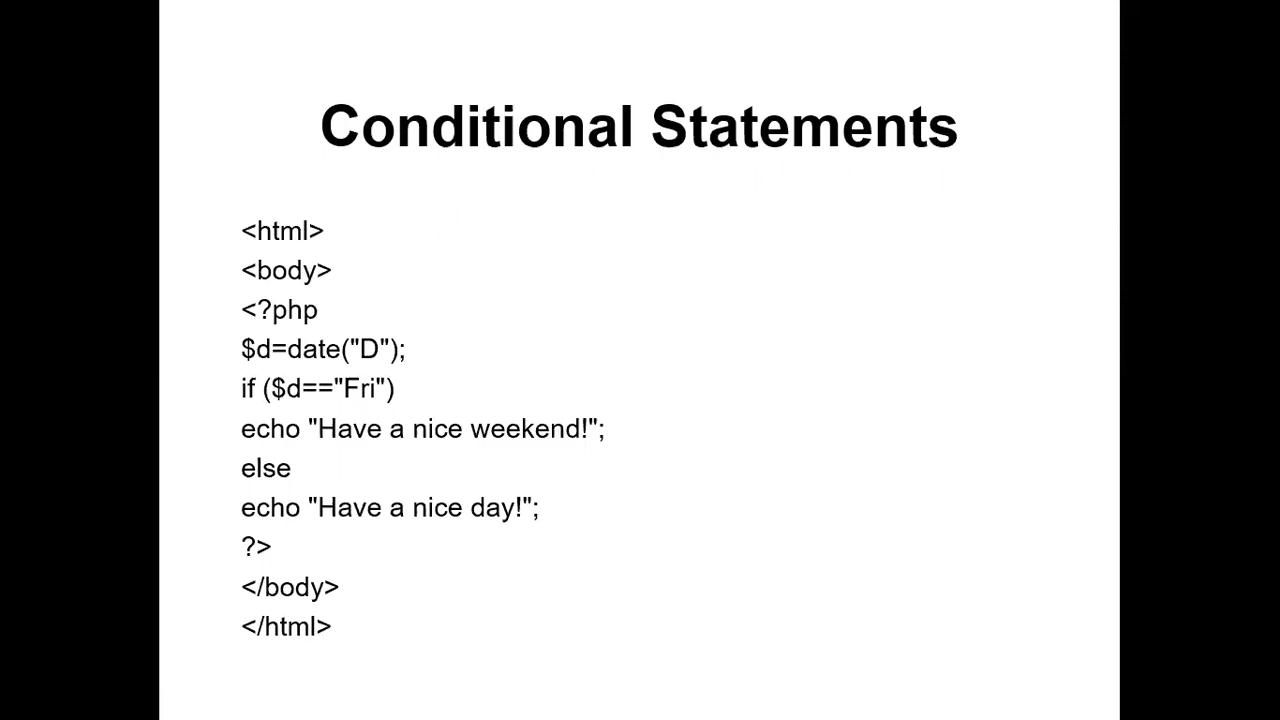 Conditional Statements
<html>
<body>
<?php
$d=date("D");
if ($d=="Fri")
echo "Have a nice weekend!";
else
echo "Have a nice day!";
?>
</body>
</html>